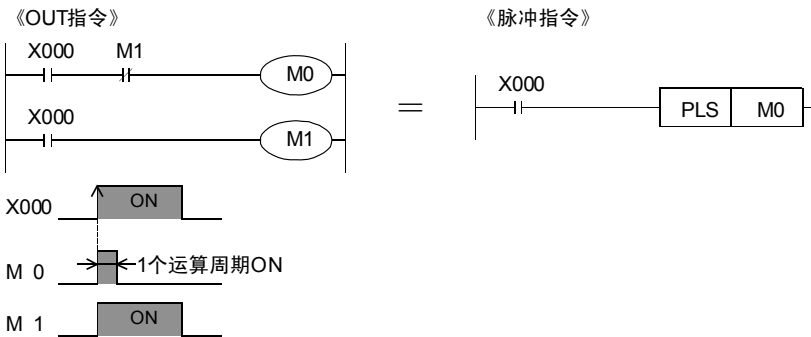 《OUT指令》
《脉冲指令》
X000 M1
M0
X000
M1
=
X000
PLS M0
X000 ON
M 0 1个运算周期ON
M 1 ON